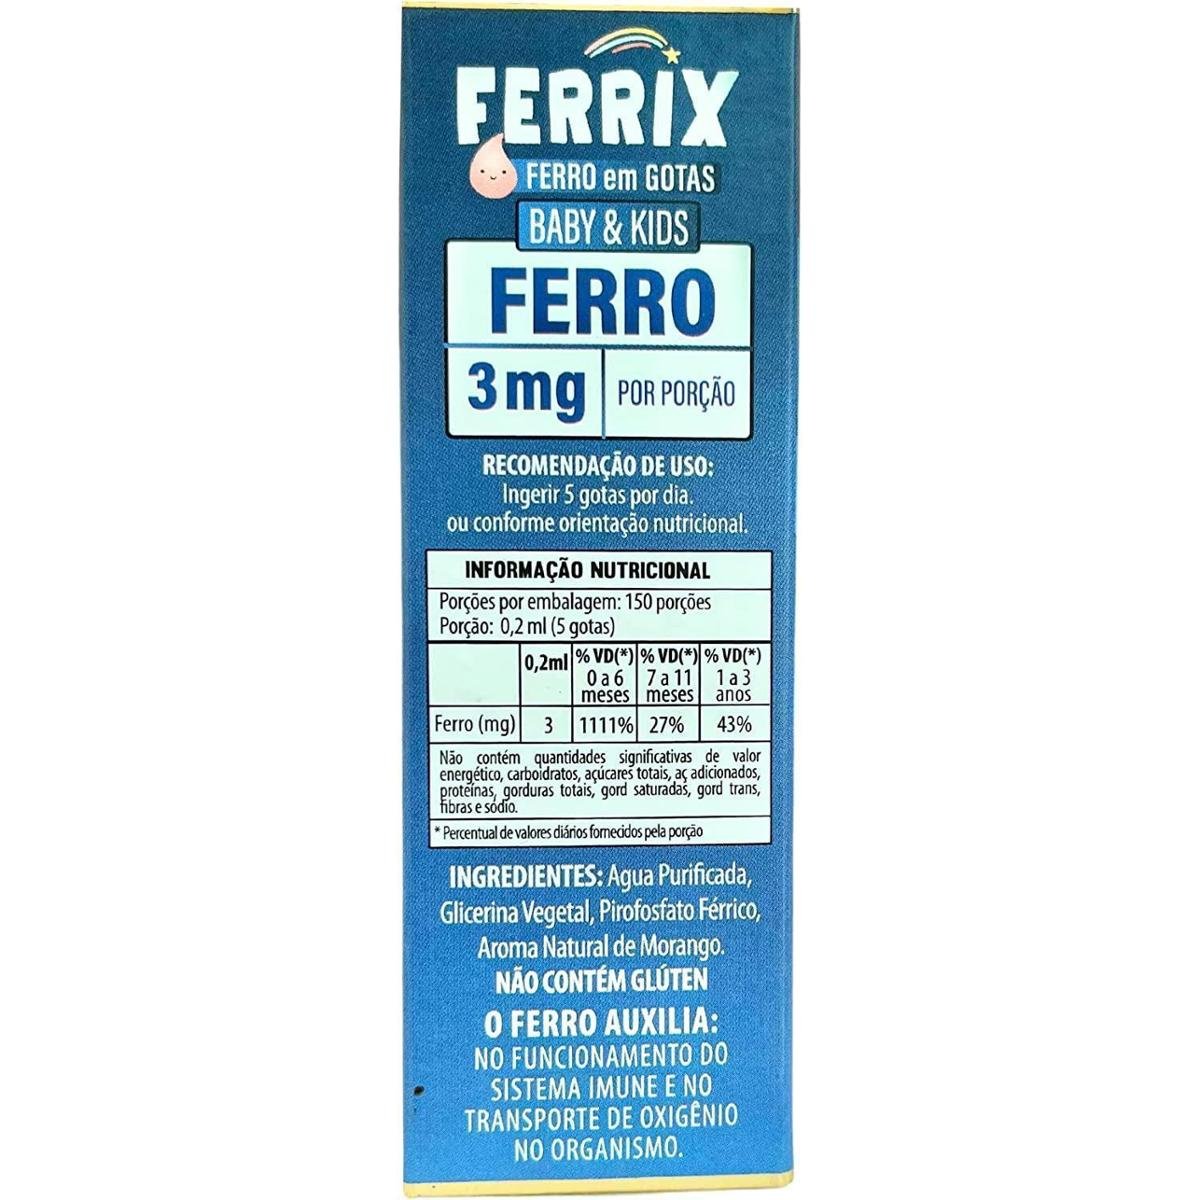 FERRIX
FERRO em GOTAS
BABY & KIDS
FERRO
3 mg POR PORÇÃO
RECOMENDAÇÃO DE USO:
Ingerir 5 gotas por dia.
ou conforme orientação nutricional.
INFORMAÇÃO NUTRICIONAL
Porções por embalagem: 150 porções
Porção: 0,2 ml (5 gotas)
0,2ml % VD(*) % VD(*) % VD(*)
0 a 6 7 a 11 1 a 3
meses meses anos
Ferro (mg) 3 1111% 27% 43%
Não contém quantidades significativas de valor
energético, carboidratos, açúcares totais, aç adicionados,
proteínas, gorduras totais, gord saturadas, gord trans,
fibras e sódio.
* Percentual de valores diários fornecidos pela porção
INGREDIENTES: Agua Purificada,
Glicerina Vegetal, Pirofosfato Férrico,
Aroma Natural de Morango.
NÃO CONTÉM GLÚTEN
O FERRO AUXILIA:
NO FUNCIONAMENTO DO
SISTEMA IMUNE E NO
TRANSPORTE DE OXIGÊNIO
NO ORGANISMO.